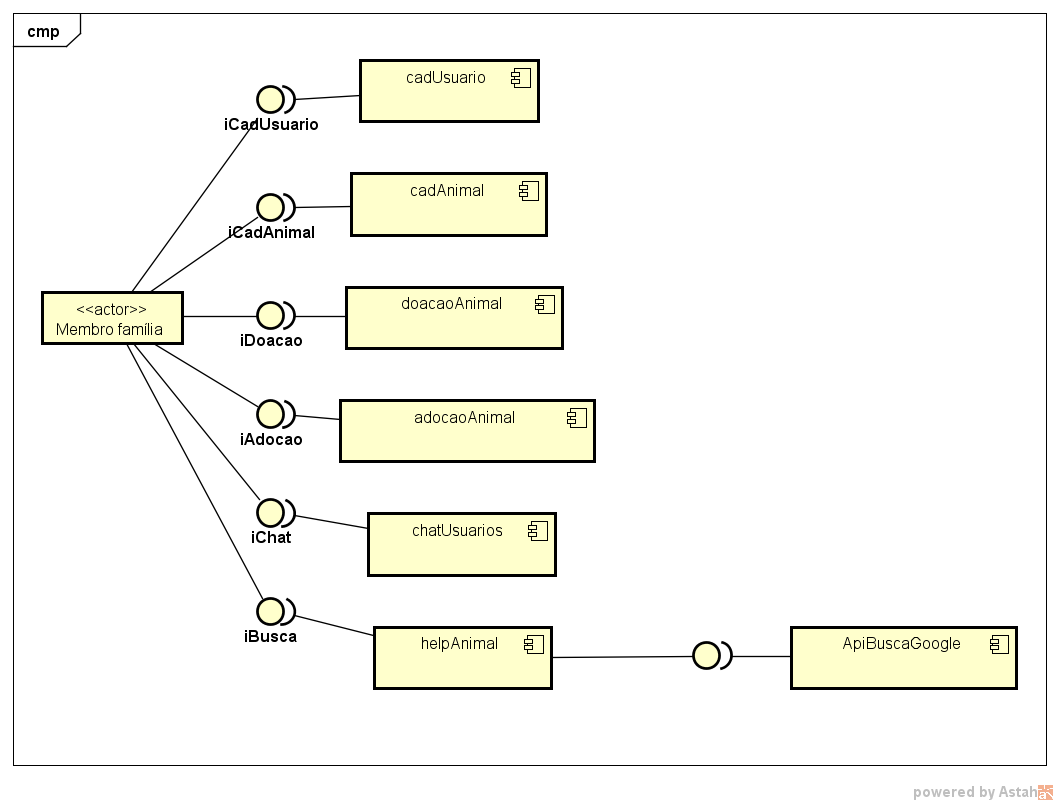 cmp
cadUsuario
iCadUsuario
cadAnimal
iCadAnimal
<<actor>>
Membro família
doacaoAnimal
iDoacao
adocaoAnimal
iAdocao
chatUsuarios
iChat
helpAnimal
iBusca
ApiBuscaGoogle
powered by Astah